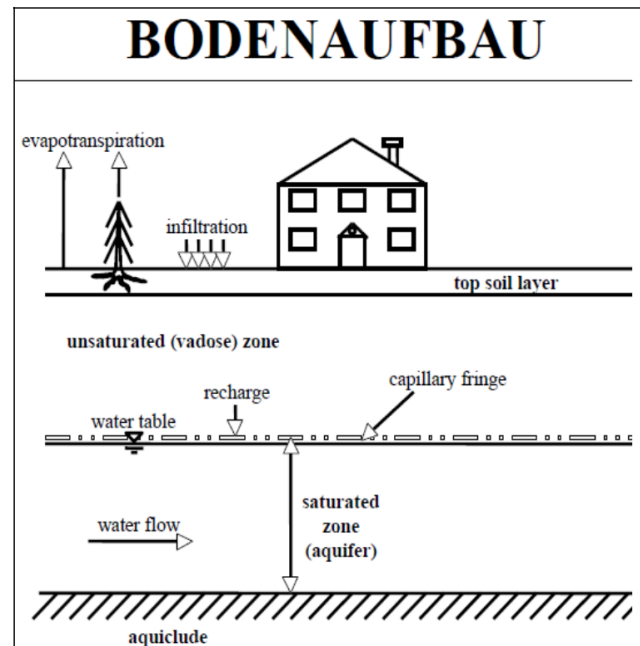 BODENAUFBAU
evapotranspiration
infiltration
top soil layer
unsaturated (vadose) zone
capillary fringe
recharge
water table
saturated
zone
(aquifer)
water flow
aquiclude